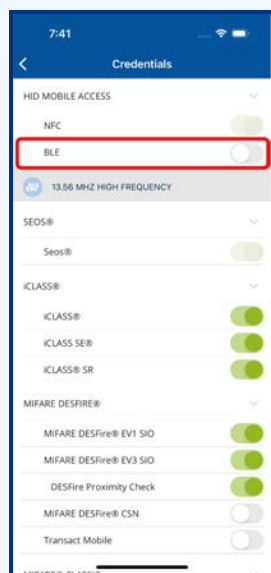 7:41
Credentials
HID MOBILE ACCESS
NFC
BLE
13.56 MHZ HIGH FREQUENCY
SEOS®
Seos®
iCLASS®
iCLASS®
iCLASS SE®
iCLASS® SR
MIFARE DESFIRE®
MIFARE DESFire® EV1 SIO
MIFARE DESFire® EV3 SIO
DESFire Proximity Check
MIFARE DESFire® CSN
Transact Mobile